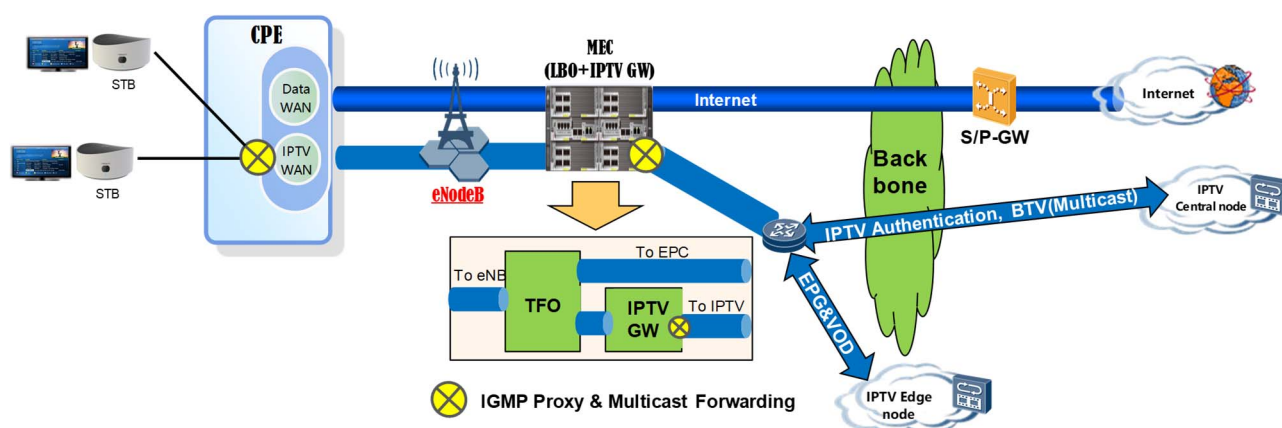 CPE
STB
Data
WAN
STB
IPTV
WAN
eNodeB
MEC
(LBO+IPTV GW)
Internet
S/P-GW
Internet
Back
bone
IPTV Authentication, BTV(Multicast)
IPTV
Central node
EPG&VOD
IPTV Edge
node
To eNB
TFO
To EPC
IPTV
GW
To IPTV
IGMP Proxy & Multicast Forwarding